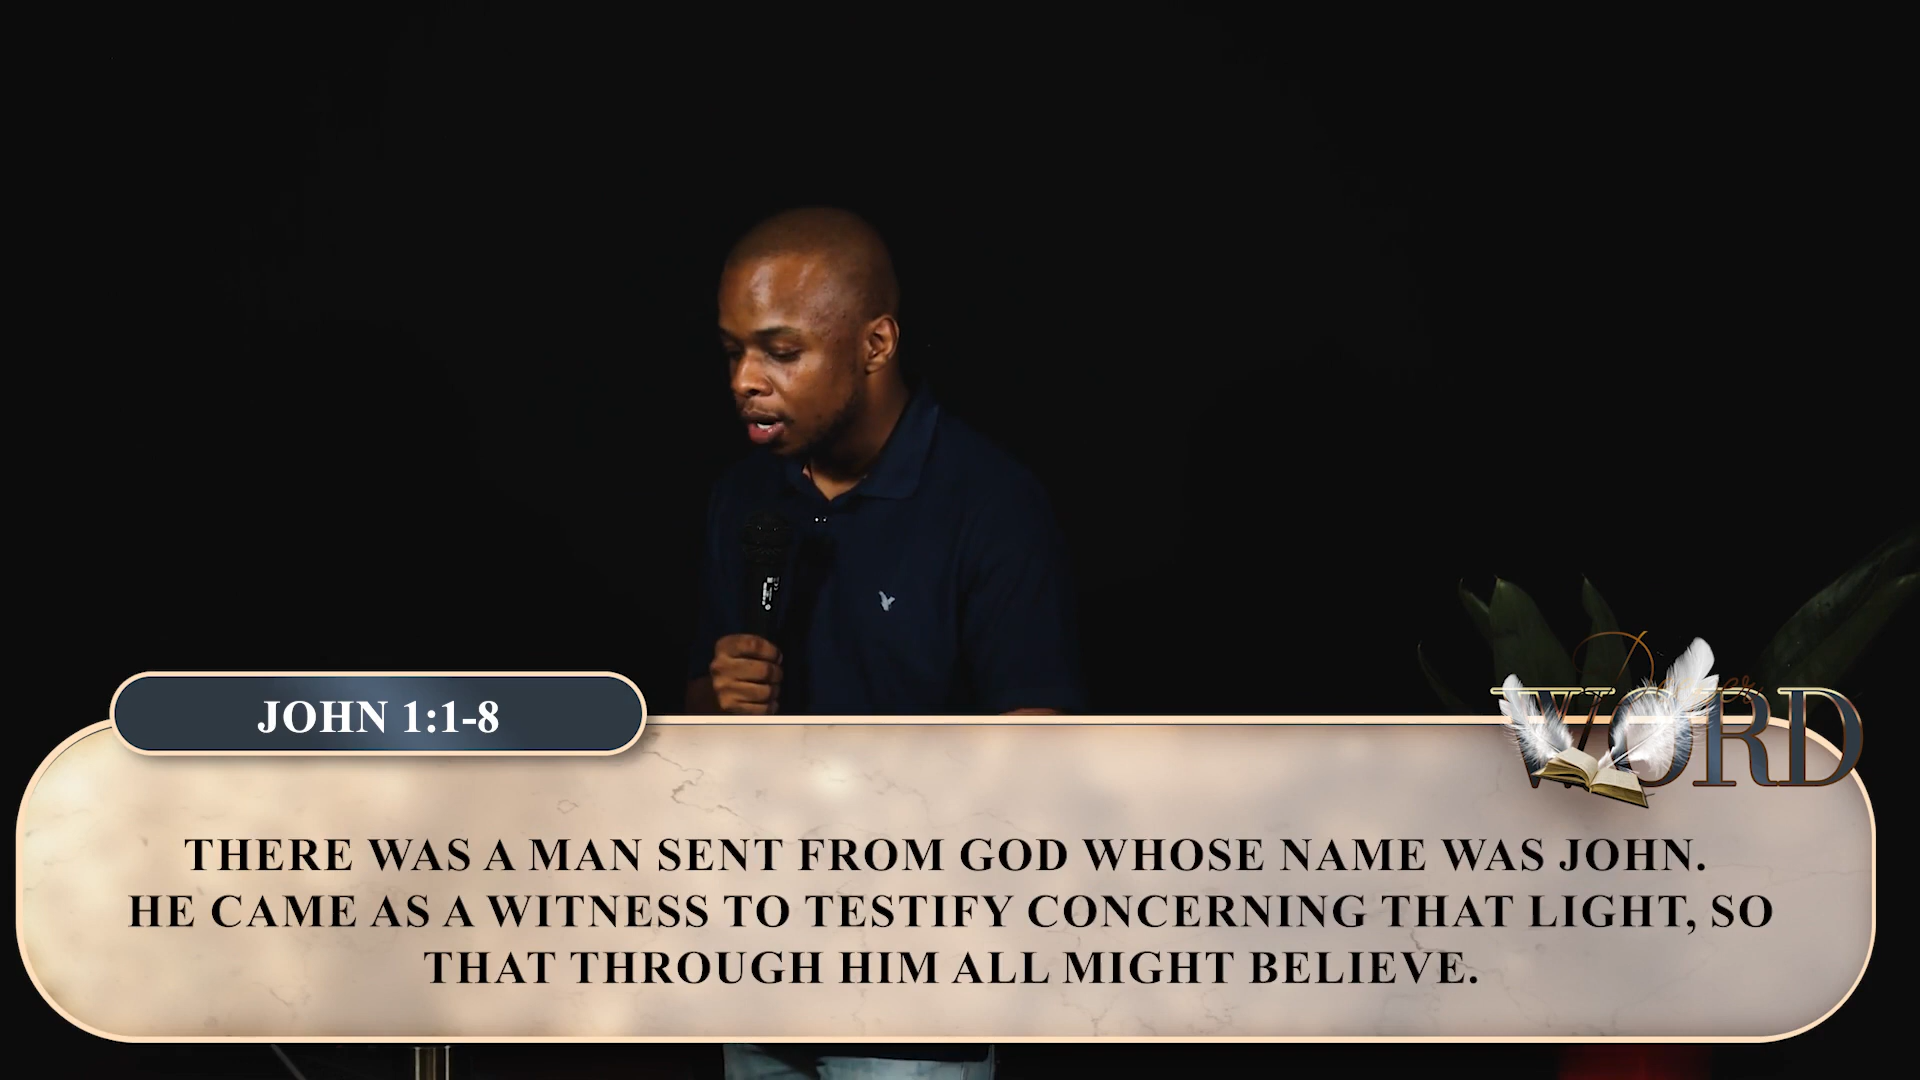 JOHN 1:1-8
WORD
THERE WAS A MAN SENT FROM GOD WHOSE NAME WAS JOHN.
HE CAME AS A WITNESS TO TESTIFY CONCERNING THAT LIGHT, SO
THAT THROUGH HIM ALL MIGHT BELIEVE.